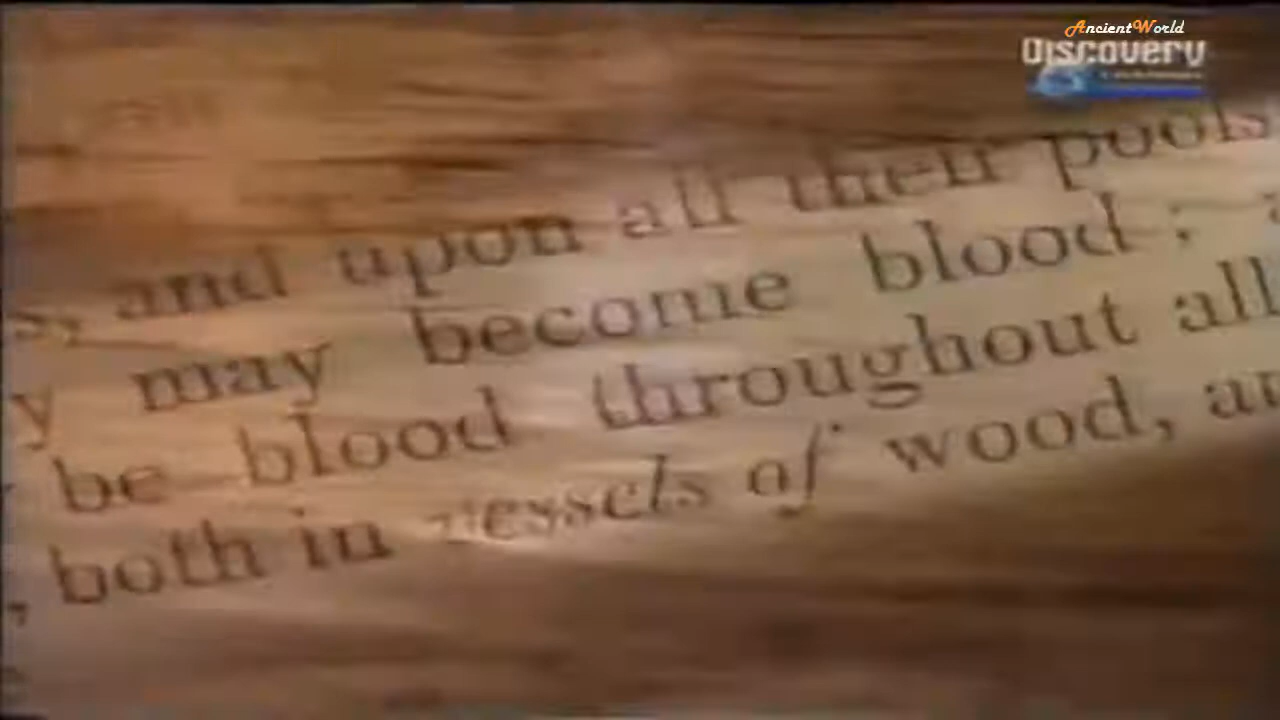 AncientWorld
Discovery
s, and upon all their pools
y may become blood ;
be blood throughout all
, both in vessels of wood,